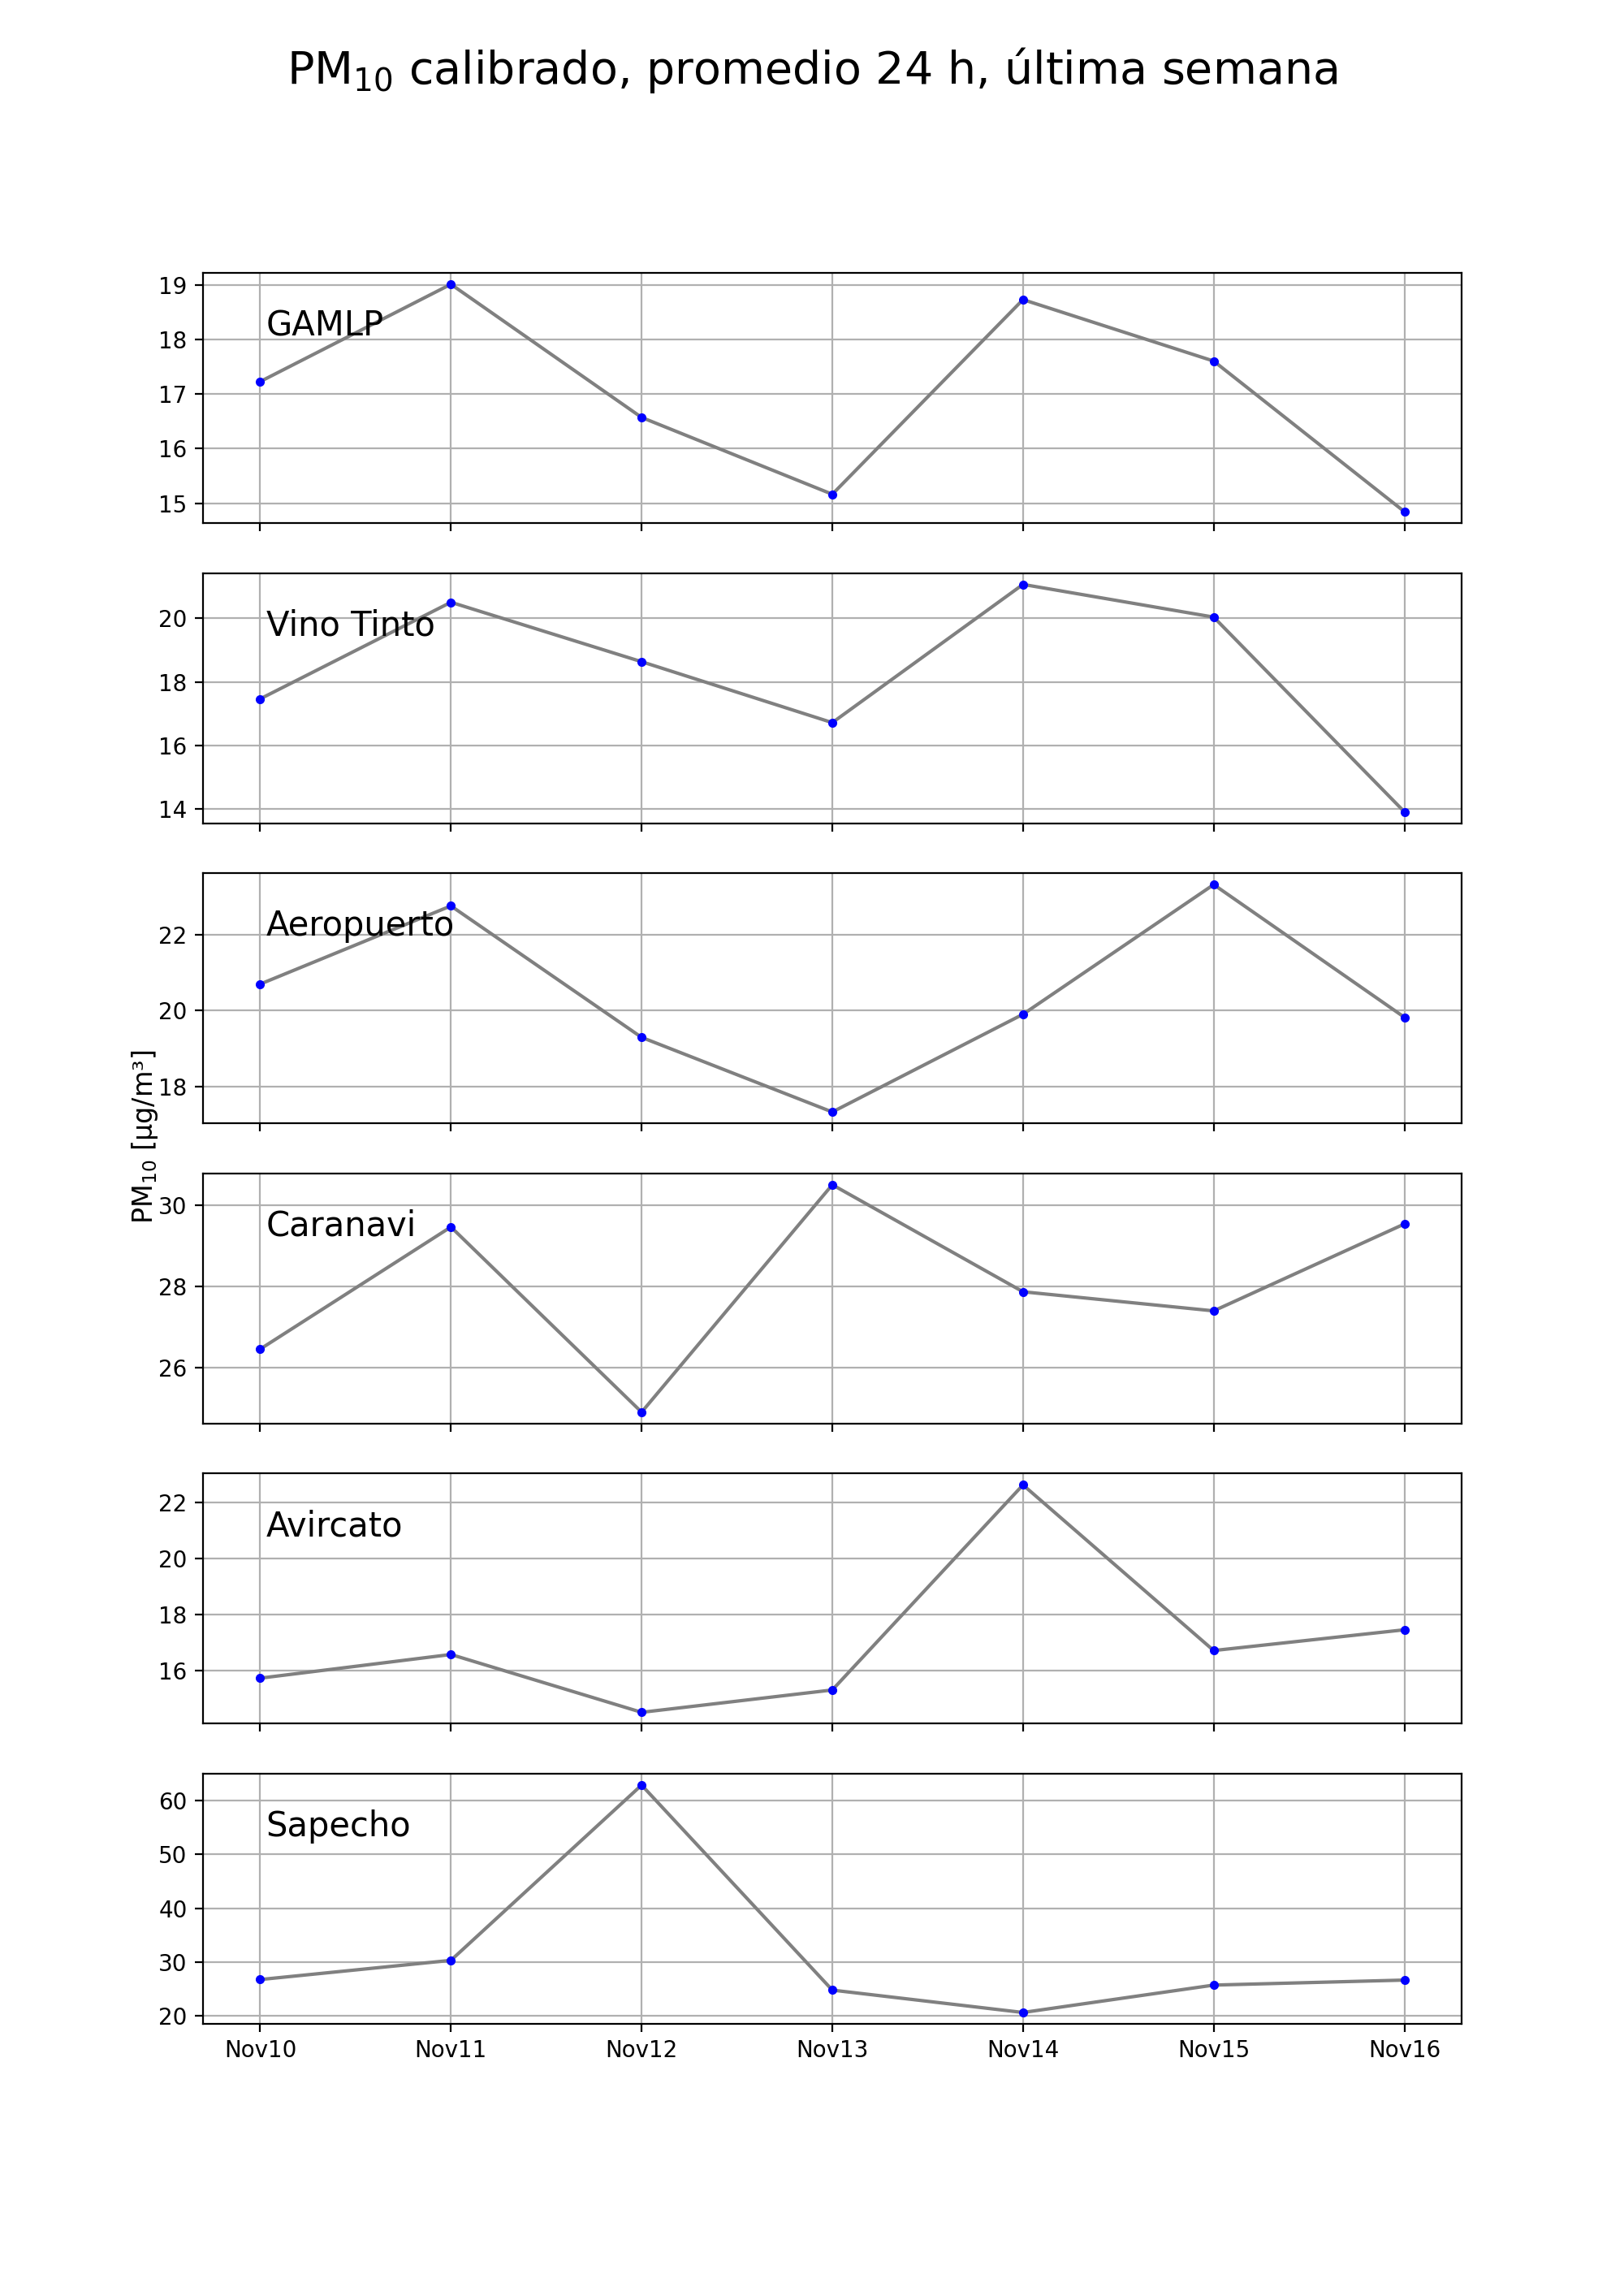 PM₁₀ calibrado, promedio 24 h, última semana
19
GAMLP
18
17
16
15
20
Vino Tinto
18
16
14
22
Aeropuerto
20
18
PM₁₀ [µg/m³]
30
Caranavi
28
26
22
Avircato
20
18
16
60
Sapecho
50
40
30
20
Nov10 Nov11 Nov12 Nov13 Nov14 Nov15 Nov16